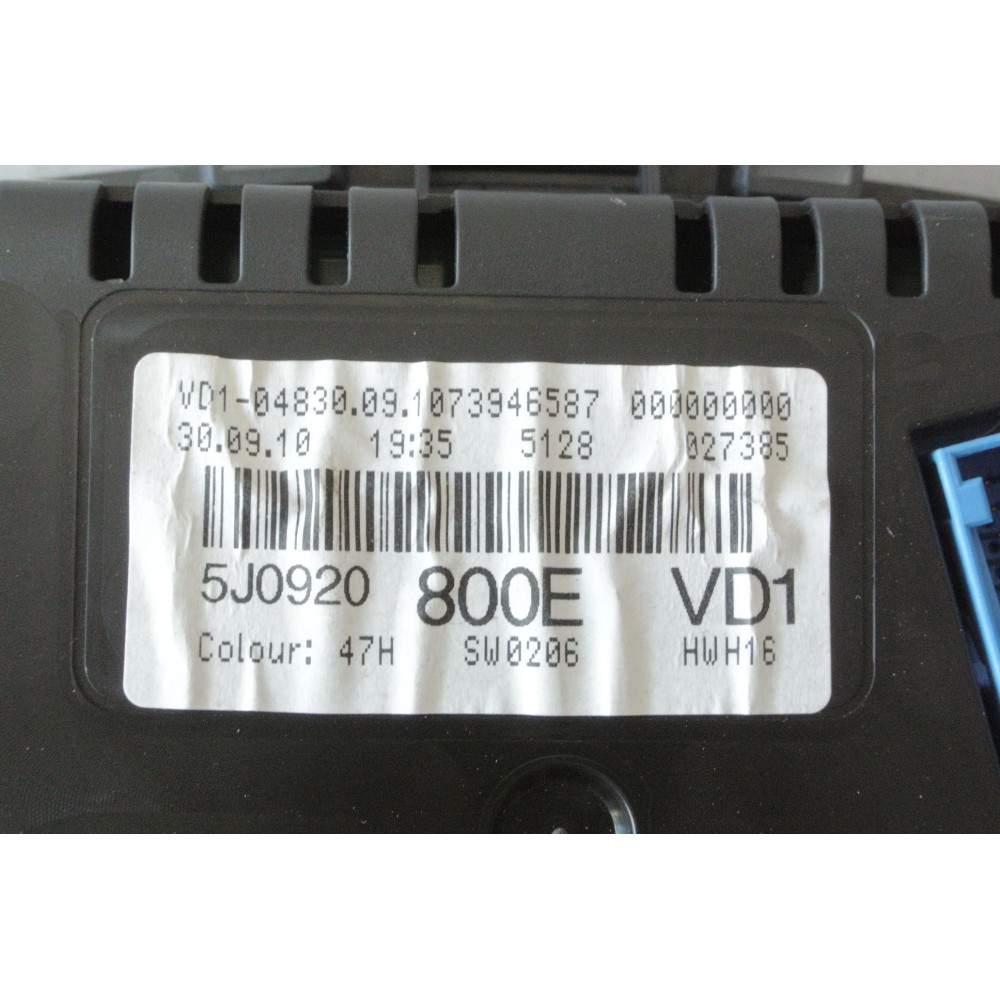 VD1-04830.09.1073946587 000000000
30.09.10 19:35 5128 027385
5J0920 800E VD1
Colour: 47H SW0206 HWH16